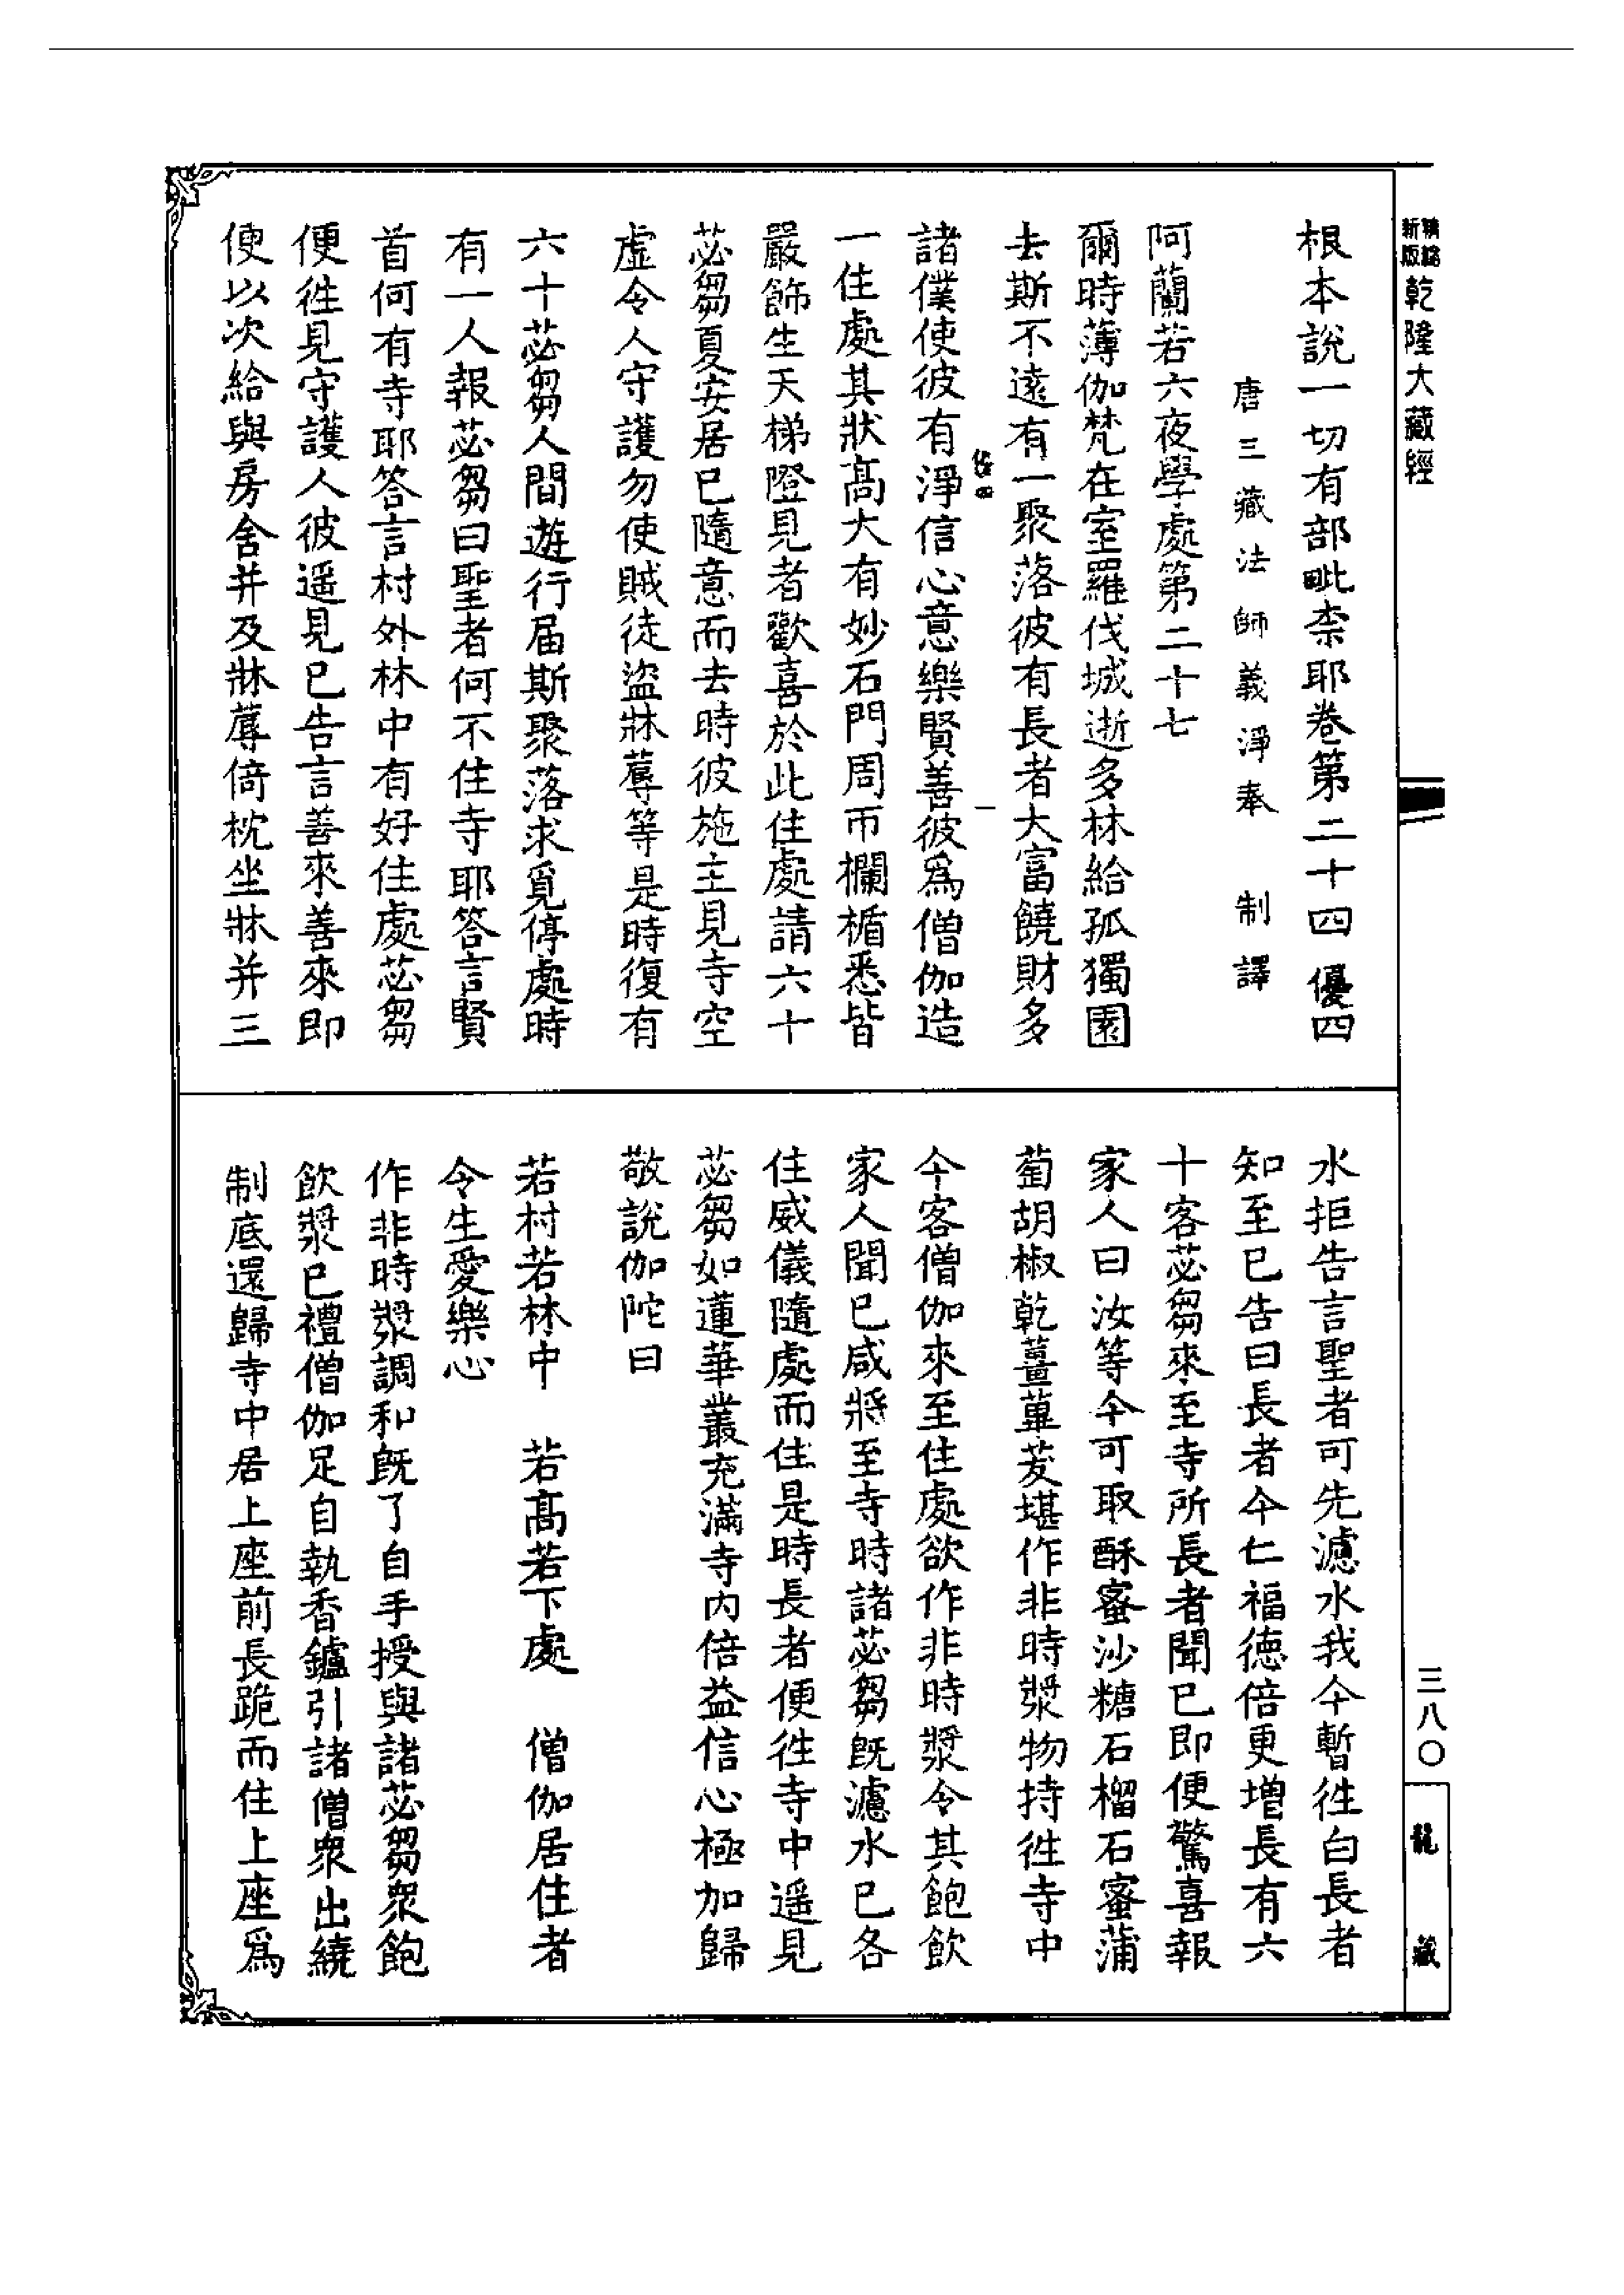 乾隆大藏經
根本說一切有部毗柰耶卷第二十四 優四
唐三藏法師義淨奉 制譯
阿蘭若六夜學處第二十七
爾時薄伽梵在室羅伐城逝多林給孤獨園
去斯不遠有一聚落彼有長者大富饒財多
諸僕使彼有淨信心意樂賢善彼爲僧伽造
一住處其狀高大有妙石門周帀欄楯悉皆
嚴飾生天梯隥見者歡喜於此住處請六十
苾芻夏安居已隨意而去時彼施主見寺空
虛令人守護勿使賊徒盜牀蓐等是時復有
六十苾芻人間遊行届斯聚落求覓停處時
有一人報苾芻曰聖者何不住寺耶答言賢
首何有寺耶答言村外林中有好住處苾芻
便徃見守護人彼遥見已告言善來善來即
使以次給與房舍并及牀蓐倚枕坐牀并三
水拒告言聖者可先濾水我今暫徃白長者
知至已告曰長者今仁福德倍更增長有六
十客苾芻來至寺所長者聞已即便驚喜報
家人曰汝等今可取酥蜜沙糖石榴石蜜蒲
萄胡椒乾薑蓽茇堪作非時漿物持徃寺中
今客僧伽來至住處欲作非時漿令其飽飲
家人聞已咸將至寺時諸苾芻旣濾水已各
住威儀隨處而住是時長者便徃寺中遥見
苾芻如蓮華叢充滿寺内倍益信心極加歸
敬說伽陀曰
若村若林中 若高若下處 僧伽居住者
令生愛樂心
作非時漿調和旣了自手授與諸苾芻衆飽
飲漿已禮僧伽足自執香鑪引諸僧衆出繞
制底還歸寺中居上座前長跪而住上座爲
三八〇
龍藏